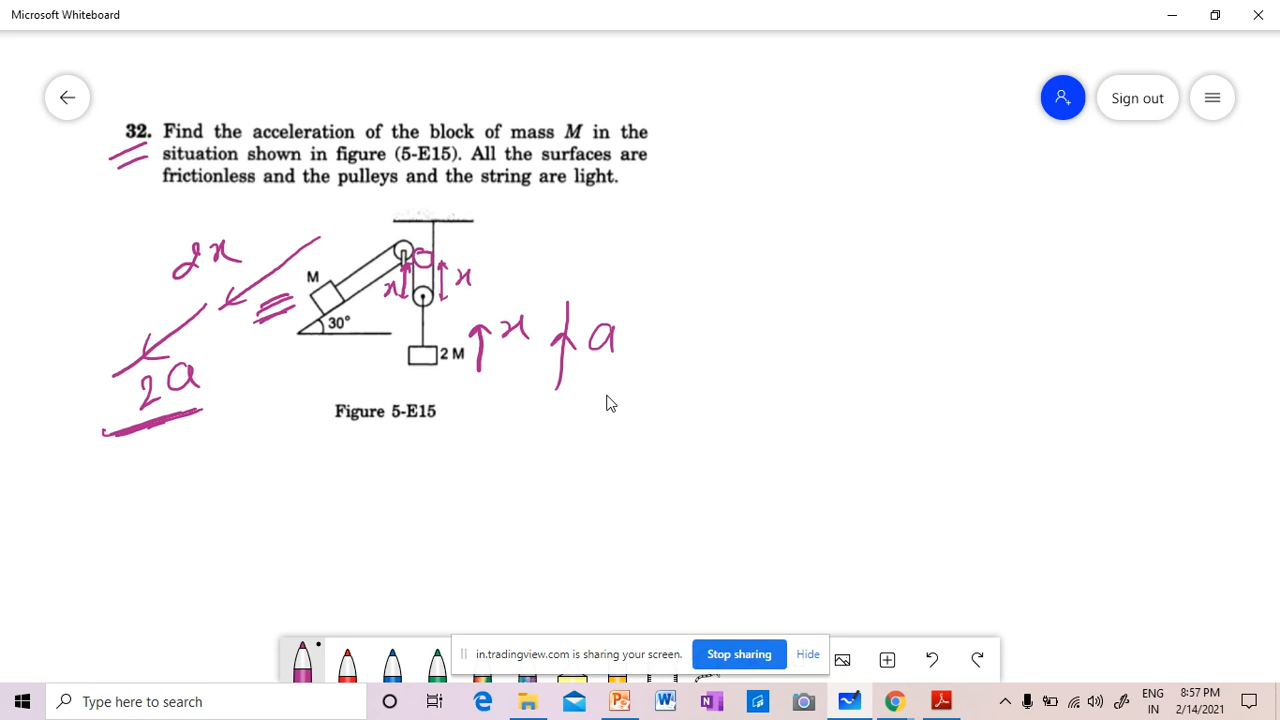 Microsoft Whiteboard
Sign out
32. Find the acceleration of the block of mass M in the
situation shown in figure (5-E15). All the surfaces are
frictionless and the pulleys and the string are light.
2x
M
x
x
30°
x
a
2 M
2a
Figure 5-E15
in.tradingview.com is sharing your screen.
Stop sharing
Hide
Type here to search
ENG
IN
8:57 PM
2/14/2021